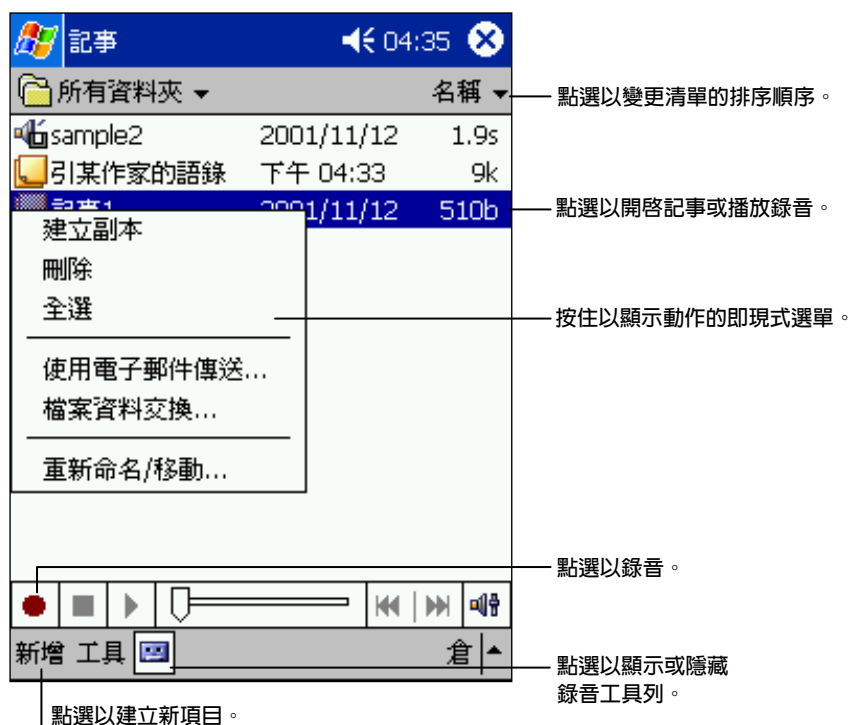 記事 04:35
所有資料夾 名稱
點選以變更清單的排序順序。
sample2 2001/11/12 1.9s
引某作家的語錄 下午 04:33 9k
記事1 2001/11/12 510b
點選以開啓記事或播放錄音。
建立副本
刪除
全選
按住以顯示動作的即現式選單。
使用電子郵件傳送...
檔案資料交換...
重新命名/移動...
點選以錄音。
新增 工具 倉
點選以顯示或隱藏
錄音工具列。
點選以建立新項目。